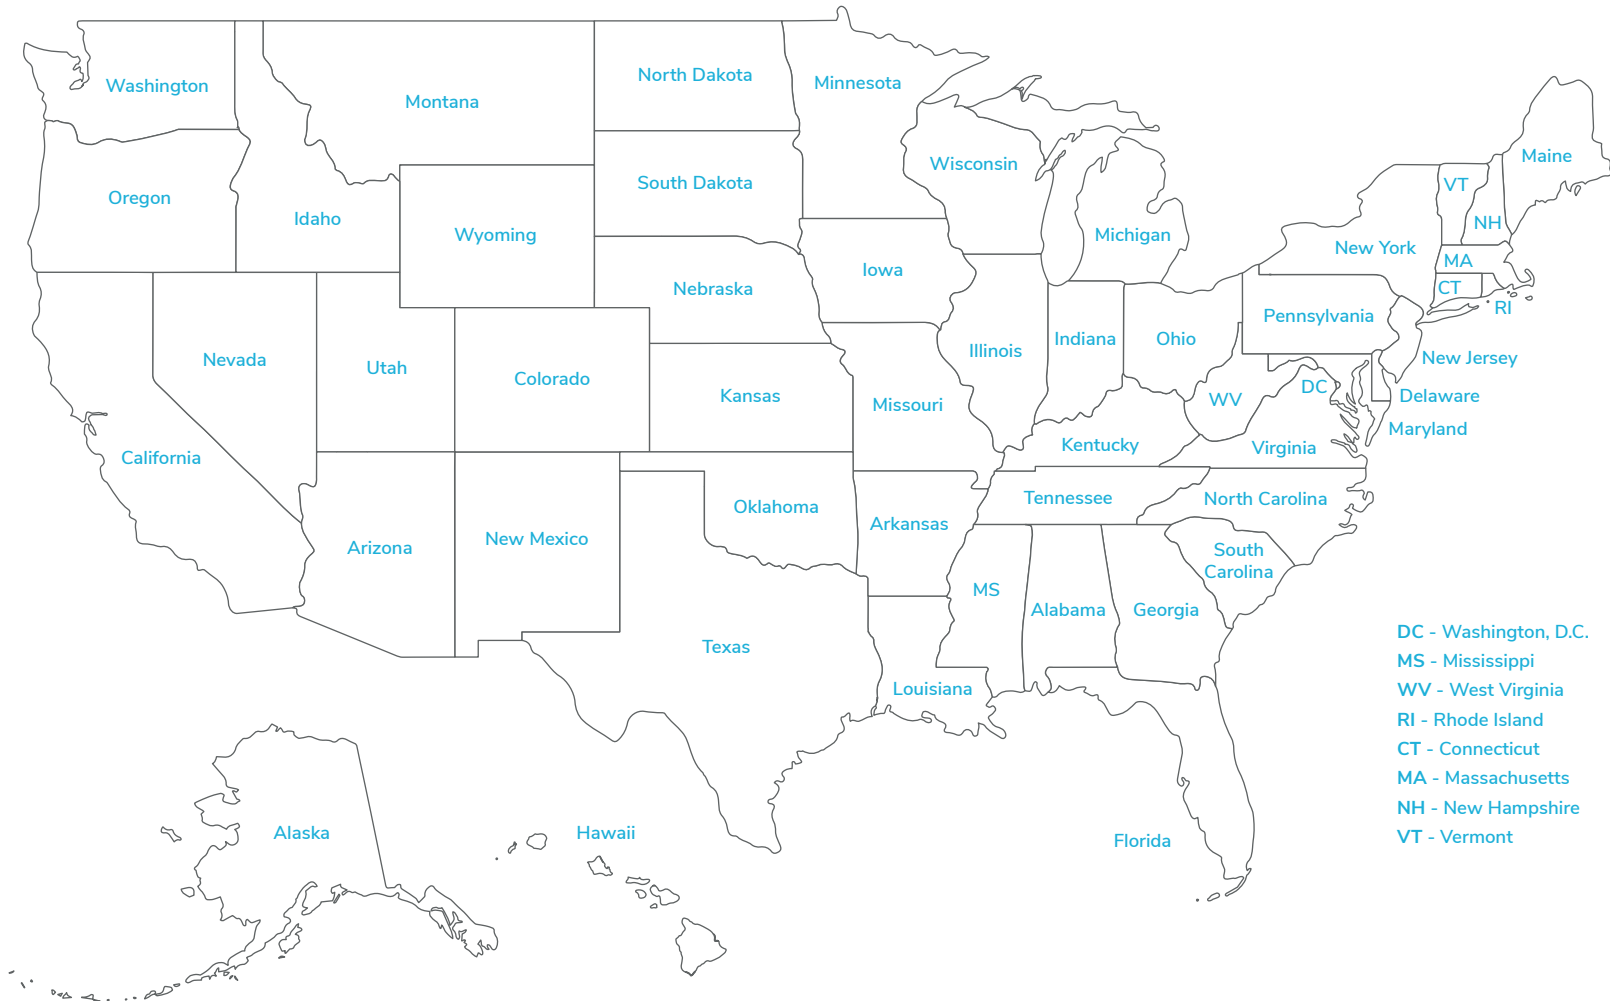 Washington
Montana
North Dakota
Minnesota
Oregon
Idaho
Wyoming
South Dakota
Wisconsin
Michigan
Maine
VT
NH
New York
MA
CT
RI
Nebraska
Iowa
Pennsylvania
Nevada
Utah
Colorado
Kansas
Illinois
Indiana
Ohio
New Jersey
Missouri
WV
DC
Delaware
Maryland
California
Kentucky
Virginia
Arizona
New Mexico
Oklahoma
Arkansas
Tennessee
North Carolina
South
Carolina
MS
Alabama
Georgia
Texas
Louisiana
Alaska
Hawaii
Florida
DC - Washington, D.C.
MS - Mississippi
WV - West Virginia
RI - Rhode Island
CT - Connecticut
MA - Massachusetts
NH - New Hampshire
VT - Vermont